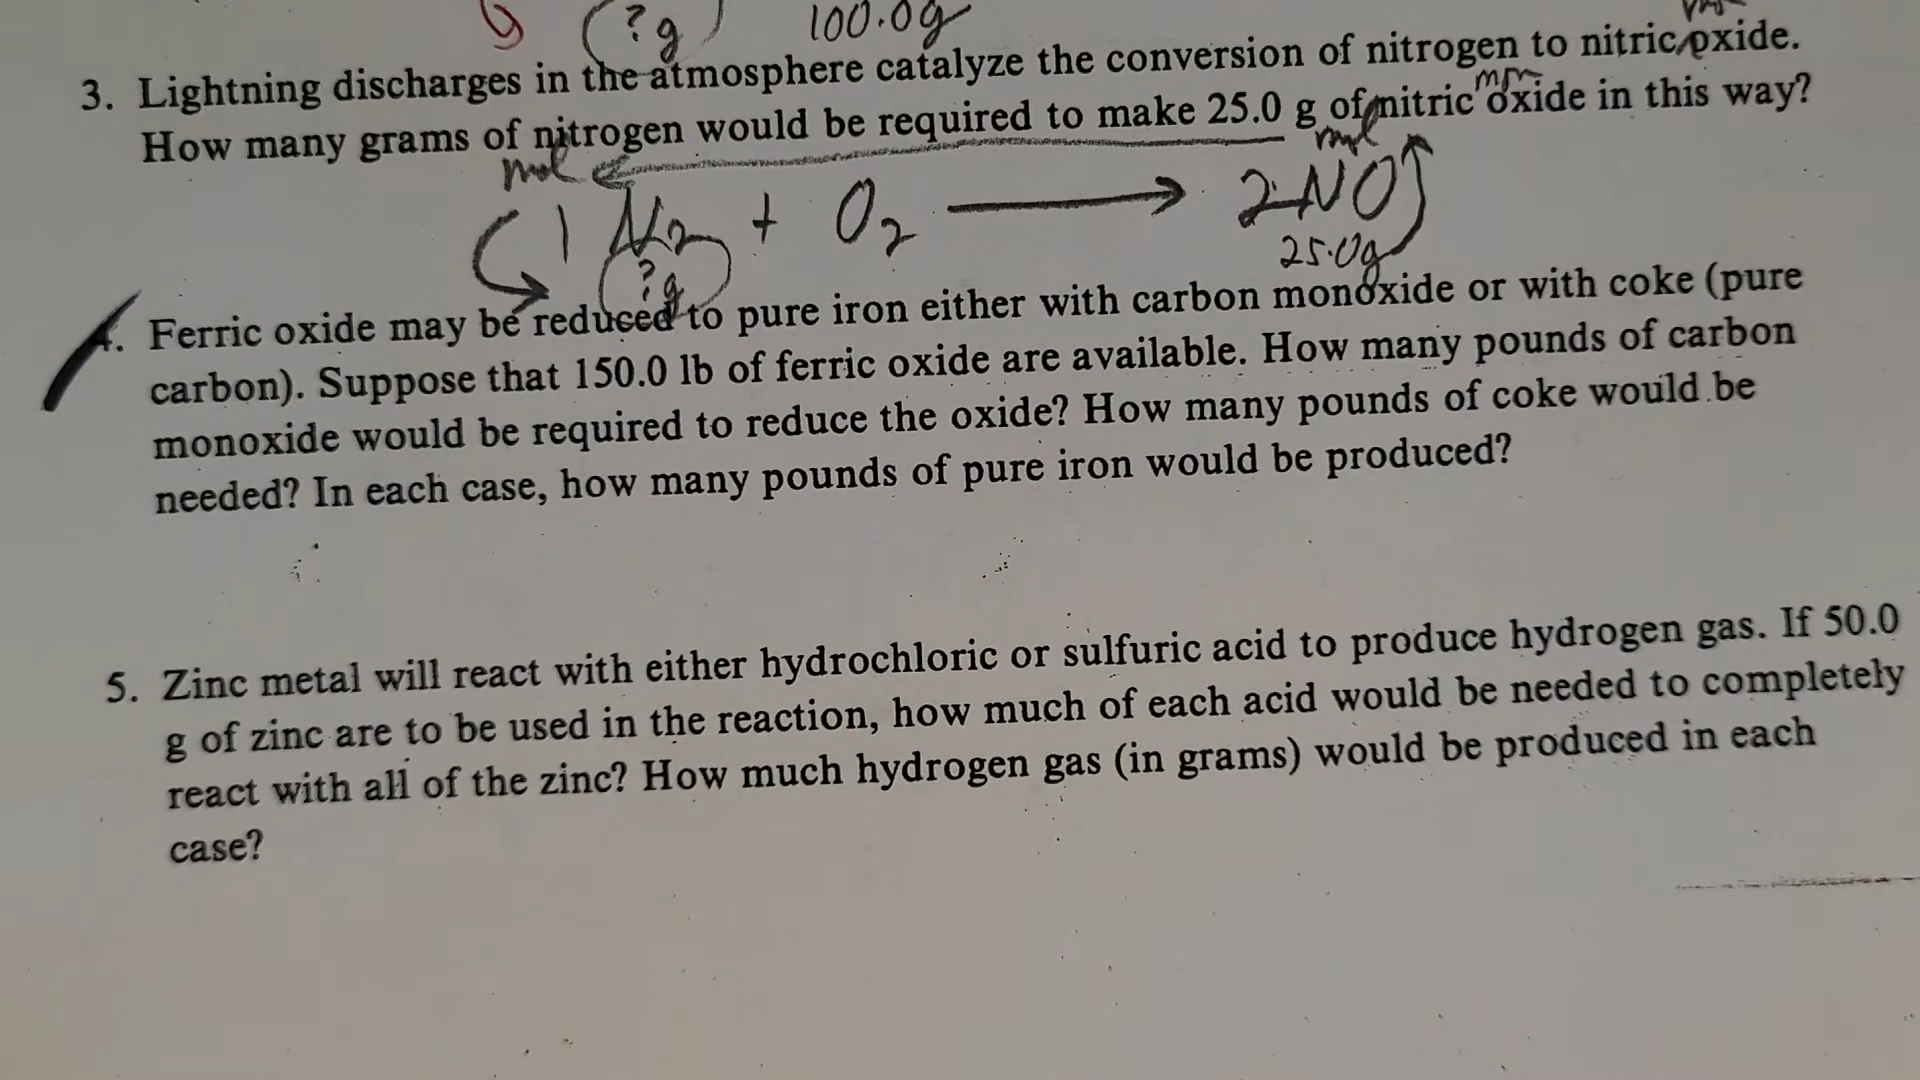 (?g) 100.0g
3. Lightning discharges in the atmosphere catalyze the conversion of nitrogen to nitric oxide.
mm
How many grams of nitrogen would be required to make 25.0 g of nitric oxide in this way?
mol mol
1 N2 + O2 → 2NO
?g 25.0g
4. Ferric oxide may be reduced to pure iron either with carbon monoxide or with coke (pure
carbon). Suppose that 150.0 lb of ferric oxide are available. How many pounds of carbon
monoxide would be required to reduce the oxide? How many pounds of coke would be
needed? In each case, how many pounds of pure iron would be produced?
5. Zinc metal will react with either hydrochloric or sulfuric acid to produce hydrogen gas. If 50.0
g of zinc are to be used in the reaction, how much of each acid would be needed to completely
react with all of the zinc? How much hydrogen gas (in grams) would be produced in each
case?